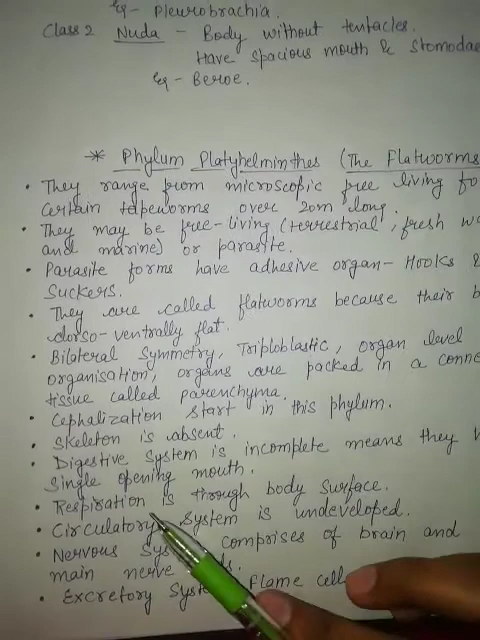 Eg - Pleurobrachia.
Class 2 Nuda - Body without tentacles.
Have spacious mouth &
Eg - Beroe.
* Phylum Platyhelminthes (The Flatworms
• They range from microscopic free living
certain tapeworms over 20m long.
• They may be free-living (terrestrial, fresh
and marine) or parasite.
• Parasite forms have adhesive organ - Hooks &
Suckers.
• They are called flatworms because their
dorso-ventrally flat.
• Bilateral Symmetry, Triploblastic, organ level
organisation, organs are packed in a
tissue called parenchyma.
• Cephalization start in this phylum.
• Skeleton is absent.
• Digestive System is incomplete means they
Single opening mouth.
• Respiration is through body surface.
• Circulatory System is undeveloped.
• Nervous comprises of brain and
main nerve
• Excretory flame